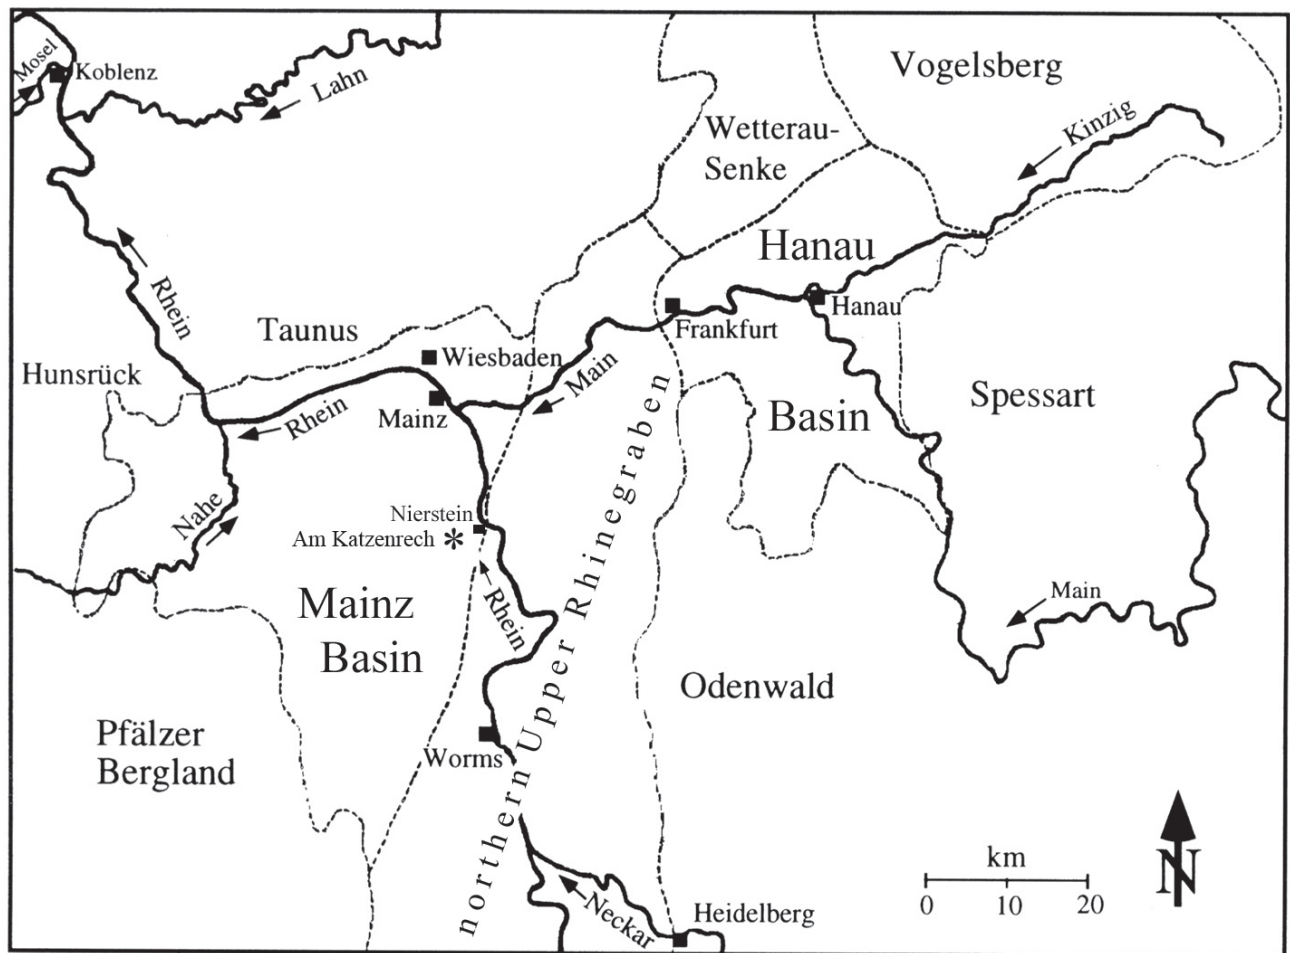 Mosel
Koblenz
Lahn
Vogelsberg
Wetterau-
Senke
Kinzig
Hanau
Rhein
Hanau
Frankfurt
Taunus
Wiesbaden
Main
Hunsrück
Mainz
Rhein
Basin
Spessart
Nahe
Nierstein
Am Katzenrech *
Mainz
Basin
Rhein
northern Upper Rhinegraben
Main
Odenwald
Pfälzer
Bergland
Worms
Neckar
Heidelberg
km
0 10 20
N